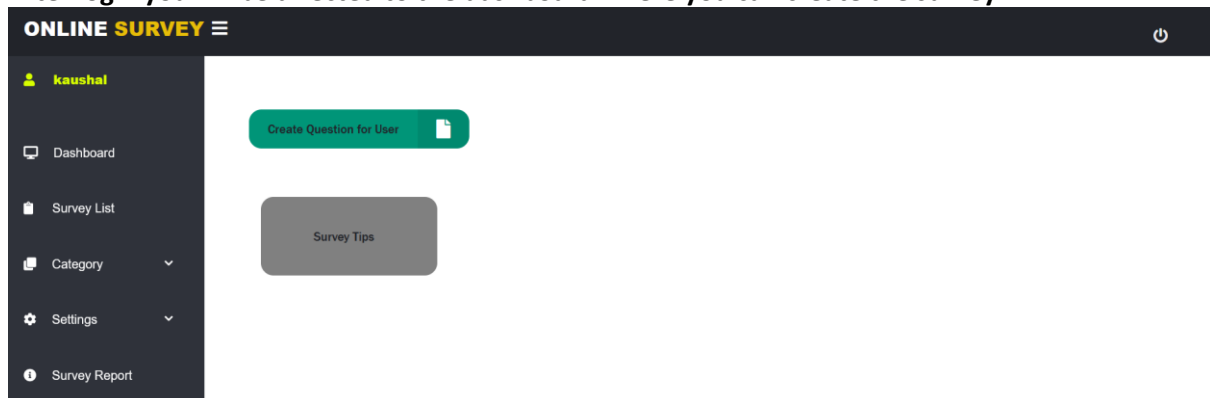 ONLINE SURVEY
kaushal
Create Question for User
Dashboard
Survey List
Survey Tips
Category
Settings
Survey Report